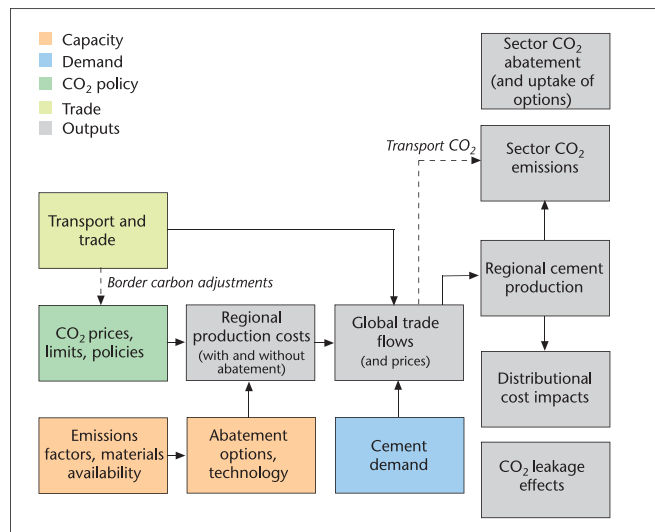 Capacity
Demand
CO₂ policy
Trade
Outputs
Sector CO₂
abatement
(and uptake of
options)
Transport CO₂
Sector CO₂
emissions
Transport and
trade
Border carbon adjustments
Regional cement
production
CO₂ prices,
limits, policies
Regional
production costs
(with and without
abatement)
Global trade
flows
(and prices)
Distributional
cost impacts
Emissions
factors, materials
availability
Abatement
options,
technology
Cement
demand
CO₂ leakage
effects